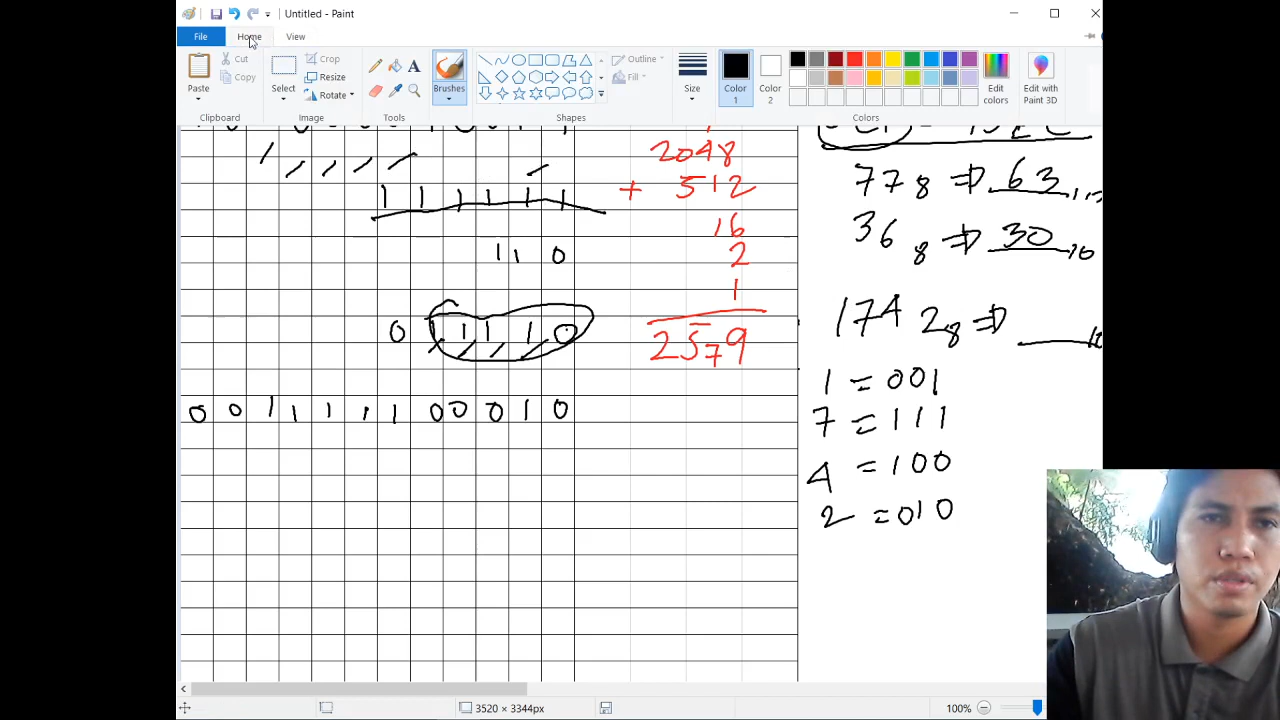 Untitled - Paint
File
Home
View
Paste
Cut
Copy
Clipboard
Select
Crop
Resize
Rotate
Image
Tools
Brushes
Outline
Fill
Shapes
Size
Color 1
Color 2
Edit colors
Edit with Paint 3D
Colors
1 1 1 1 1 1
1 1 0
0 1 1 1 1 0
0 0 1 1 1 1 1 0 0 0 1 0
2048
+ 512
16
2
1
2579
77 8 ⇒ 63 10
36 8 ⇒ 30 10
1742 8 ⇒ ____ 10
1 = 001
7 = 111
4 = 100
2 = 010
3520 × 3344px
100%